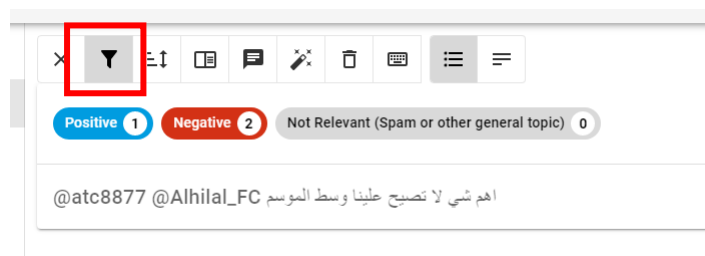 Positive 1 Negative 2 Not Relevant (Spam or other general topic) 0
@atc8877 @Alhilal_FC اهم شي لا تصيح علينا وسط الموسم